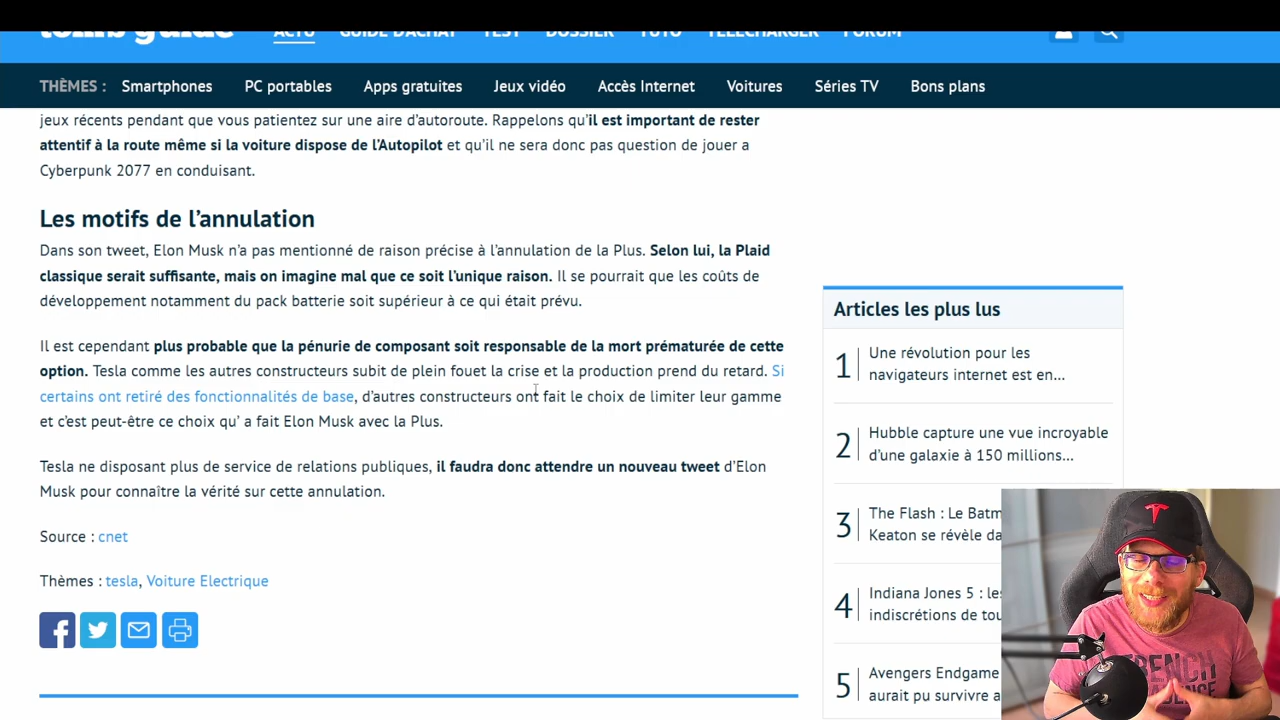 tom's guide
ACTU GUIDE D'ACHAT TEST DOSSIER TUTO TÉLÉCHARGER FORUM
THÈMES : Smartphones PC portables Apps gratuites Jeux vidéo Accès Internet Voitures Séries TV Bons plans
jeux récents pendant que vous patientez sur une aire d'autoroute. Rappelons qu'il est important de rester
attentif à la route même si la voiture dispose de l'Autopilot et qu'il ne sera donc pas question de jouer a
Cyberpunk 2077 en conduisant.
Les motifs de l'annulation
Dans son tweet, Elon Musk n'a pas mentionné de raison précise à l'annulation de la Plus. Selon lui, la Plaid
classique serait suffisante, mais on imagine mal que ce soit l'unique raison. Il se pourrait que les coûts de
développement notamment du pack batterie soit supérieur à ce qui était prévu.
Il est cependant plus probable que la pénurie de composant soit responsable de la mort prématurée de cette
option. Tesla comme les autres constructeurs subit de plein fouet la crise et la production prend du retard. Si
certains ont retiré des fonctionnalités de base, d'autres constructeurs ont fait le choix de limiter leur gamme
et c'est peut-être ce choix qu' a fait Elon Musk avec la Plus.
Tesla ne disposant plus de service de relations publiques, il faudra donc attendre un nouveau tweet d'Elon
Musk pour connaître la vérité sur cette annulation.
Source : cnet
Thèmes : tesla, Voiture Electrique
Articles les plus lus
1 Une révolution pour les
navigateurs internet est en...
2 Hubble capture une vue incroyable
d'une galaxie à 150 millions...
3 The Flash : Le Batm
Keaton se révèle da
4 Indiana Jones 5 : les
indiscrétions de tou
5 Avengers Endgame
aurait pu survivre a
FRENCH